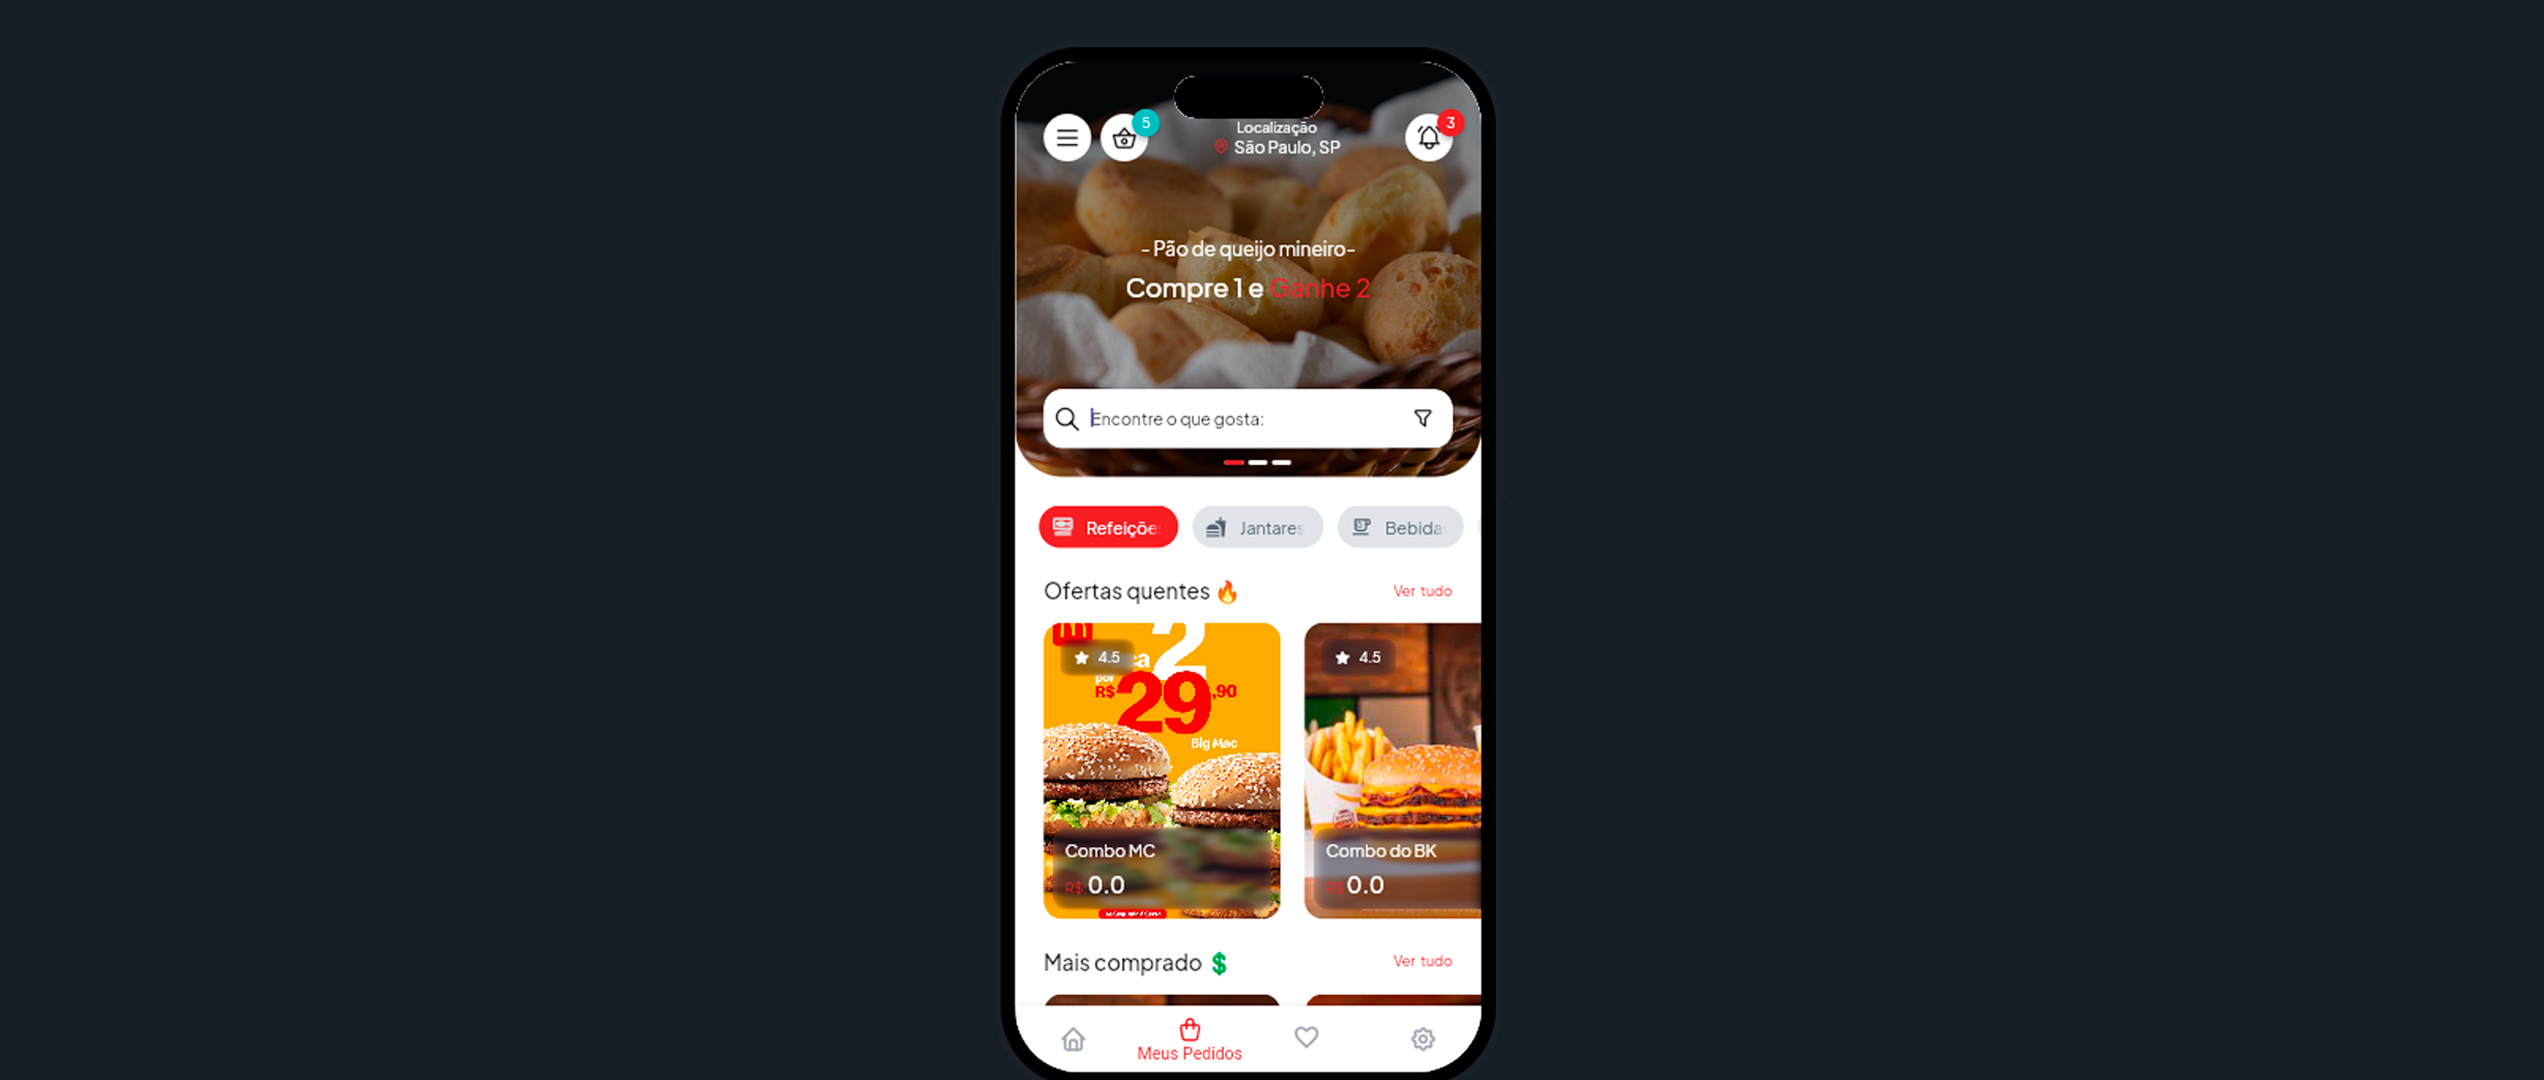 5
Localização
São Paulo, SP
3
- Pão de queijo mineiro-
Compre 1 e Ganhe 2
Encontre o que gosta:
Refeiçõe
Jantares
Bebida
Ofertas quentes 🔥
Ver tudo
4.5
2
por
R$ 29,90
Big Mac
Combo MC
R$: 0.0
4.5
Combo do BK
R$ 0.0
Mais comprado 💲
Ver tudo
Meus Pedidos